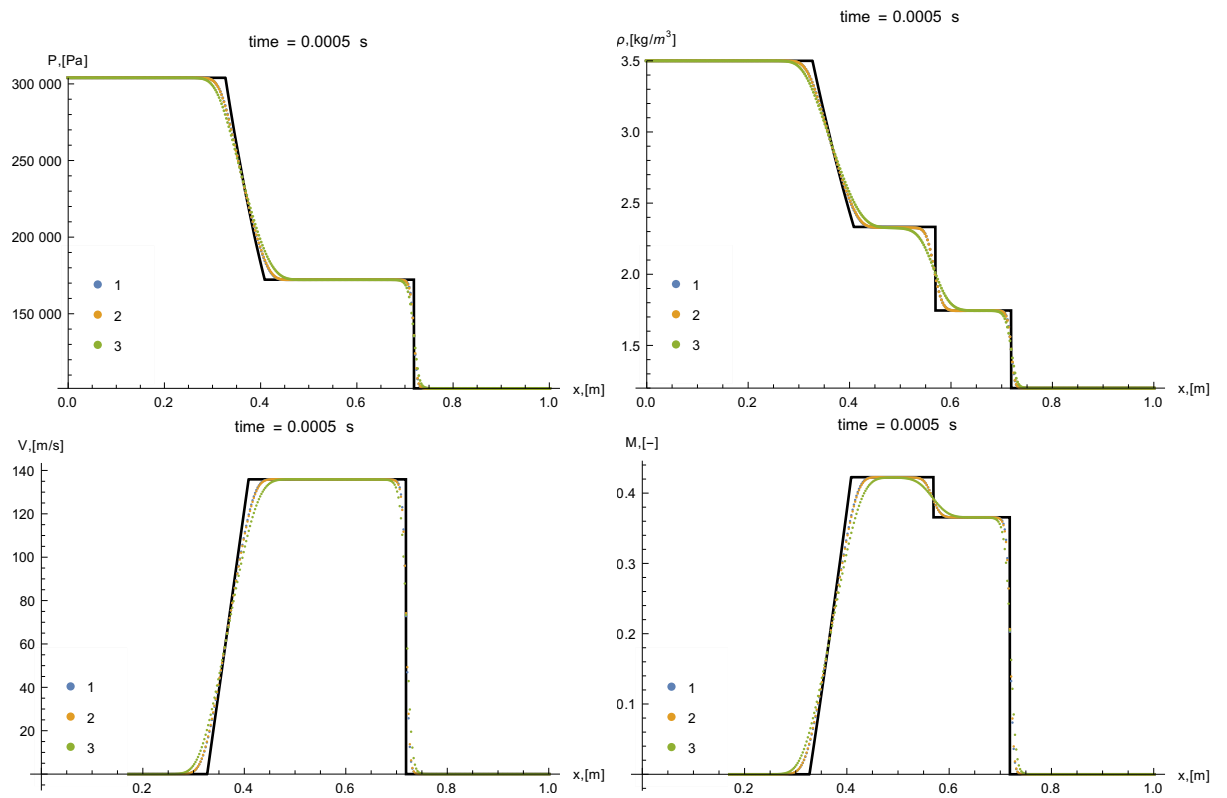 time = 0.0005 s
P,[Pa]
300 000
250 000
200 000
150 000
1
2
3
0.0 0.2 0.4 0.6 0.8 1.0
x,[m]
time = 0.0005 s
ρ,[kg/m³]
3.5
3.0
2.5
2.0
1.5
1
2
3
0.0 0.2 0.4 0.6 0.8 1.0
x,[m]
time = 0.0005 s
V,[m/s]
140
120
100
80
60
40
20
1
2
3
0.2 0.4 0.6 0.8 1.0
x,[m]
time = 0.0005 s
M,[-]
0.4
0.3
0.2
0.1
1
2
3
0.2 0.4 0.6 0.8 1.0
x,[m]